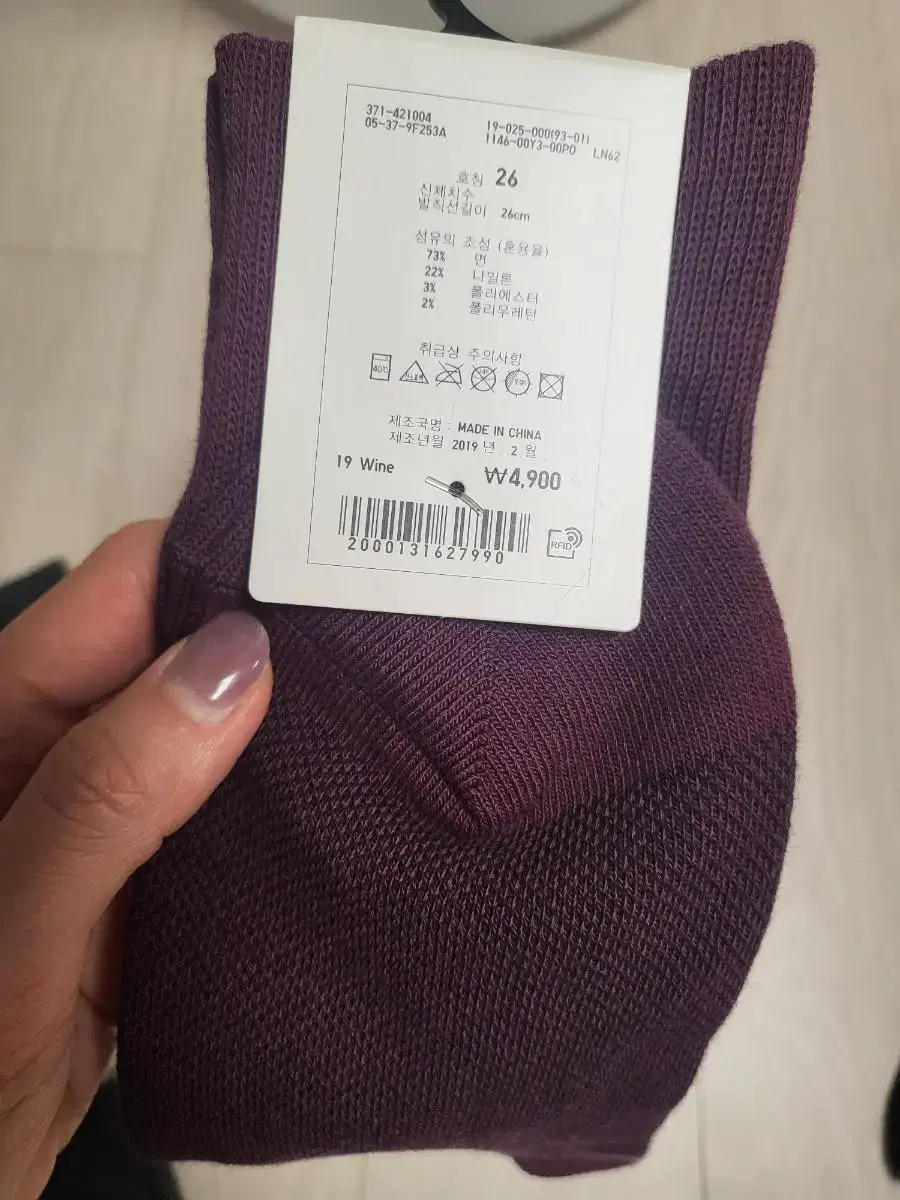 371-421004
05-37-9F253A
19-025-000(93-01)
1146-00Y3-00P0 LN62
호칭 26
신체치수
발직선길이 26cm
섬유의 조성 (혼용율)
73% 면
22% 나일론
3% 폴리에스터
2% 폴리우레탄
취급상 주의사항
40℃
제조국명 : MADE IN CHINA
제조년월 2019 년 2 월
19 Wine
₩4,900
2000131627990
RFID